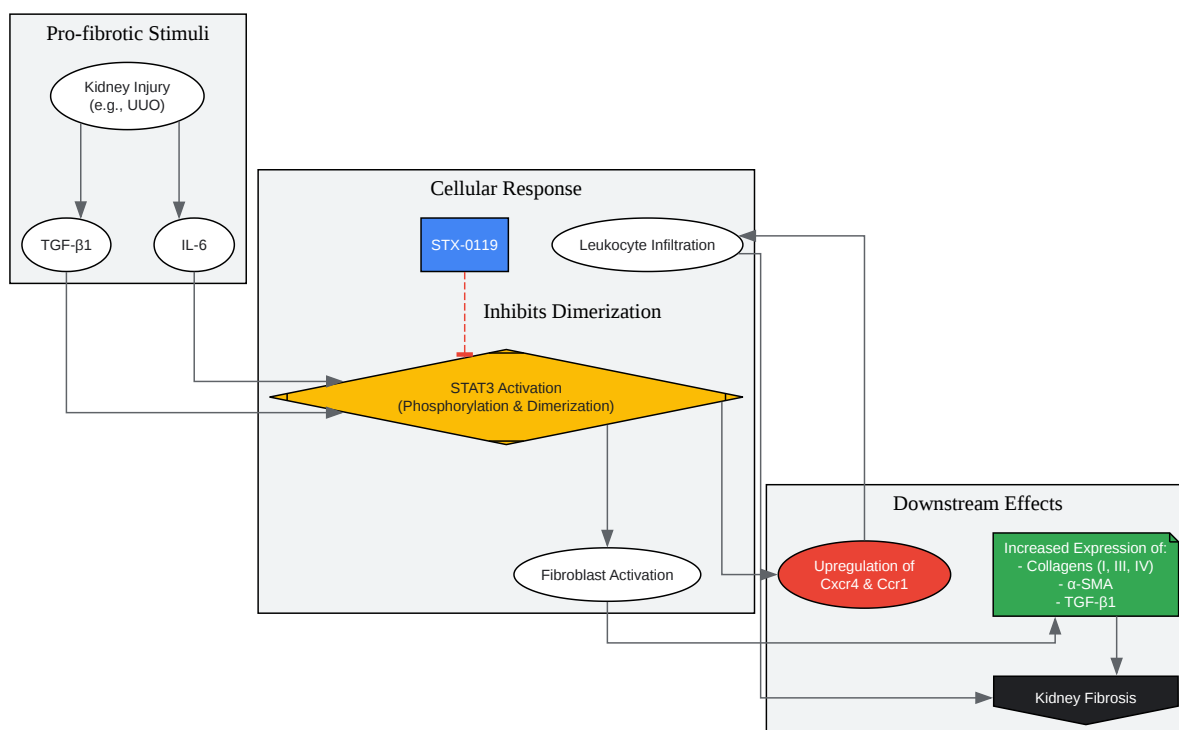 Pro-fibrotic Stimuli
Kidney Injury
(e.g., UUO)
TGF-β1
IL-6
Cellular Response
STX-0119
Leukocyte Infiltration
Inhibits Dimerization
STAT3 Activation
(Phosphorylation & Dimerization)
Fibroblast Activation
Downstream Effects
Upregulation of
Cxcr4 & Ccr1
Increased Expression of:
- Collagens (I, III, IV)
- α-SMA
- TGF-β1
Kidney Fibrosis